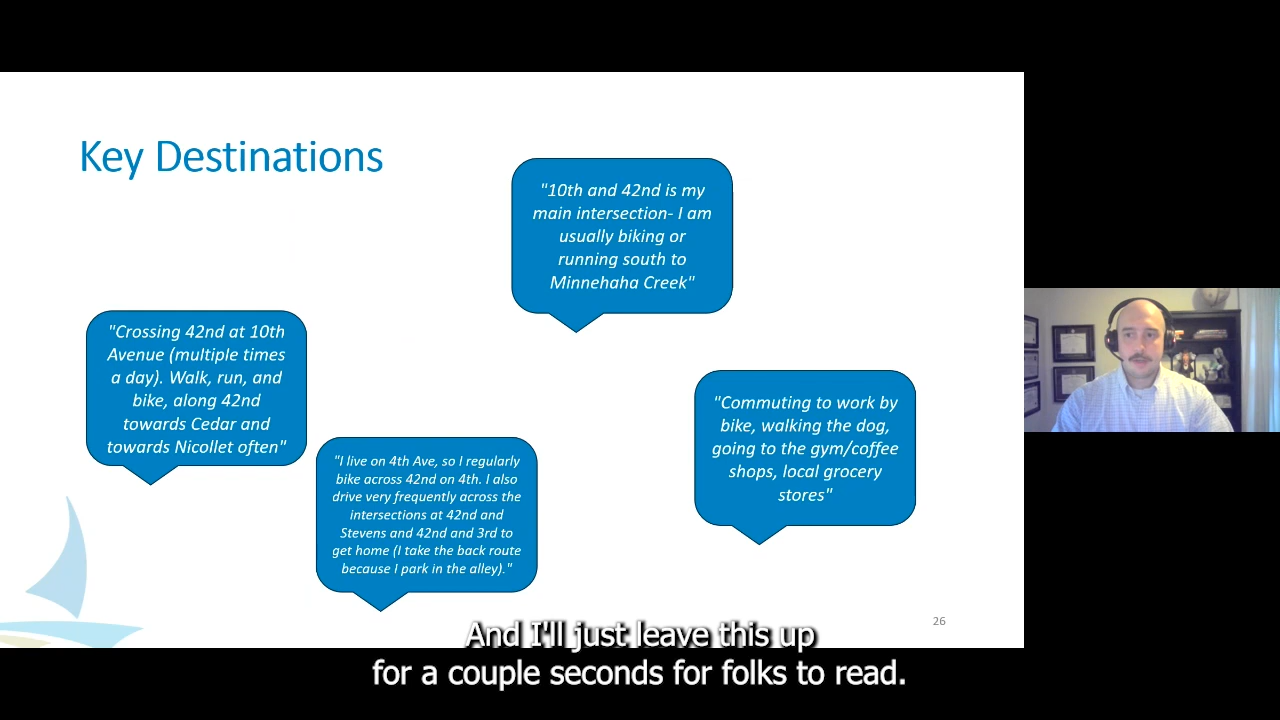 Key Destinations
"10th and 42nd is my
main intersection- I am
usually biking or
running south to
Minnehaha Creek"
"Crossing 42nd at 10th
Avenue (multiple times
a day). Walk, run, and
bike, along 42nd
towards Cedar and
towards Nicollet often"
"I live on 4th Ave, so I regularly
bike across 42nd on 4th. I also
drive very frequently across the
intersections at 42nd and
Stevens and 42nd and 3rd to
get home (I take the back route
because I park in the alley)."
"Commuting to work by
bike, walking the dog,
going to the gym/coffee
shops, local grocery
stores"
26
And I'll just leave this up
for a couple seconds for folks to read.